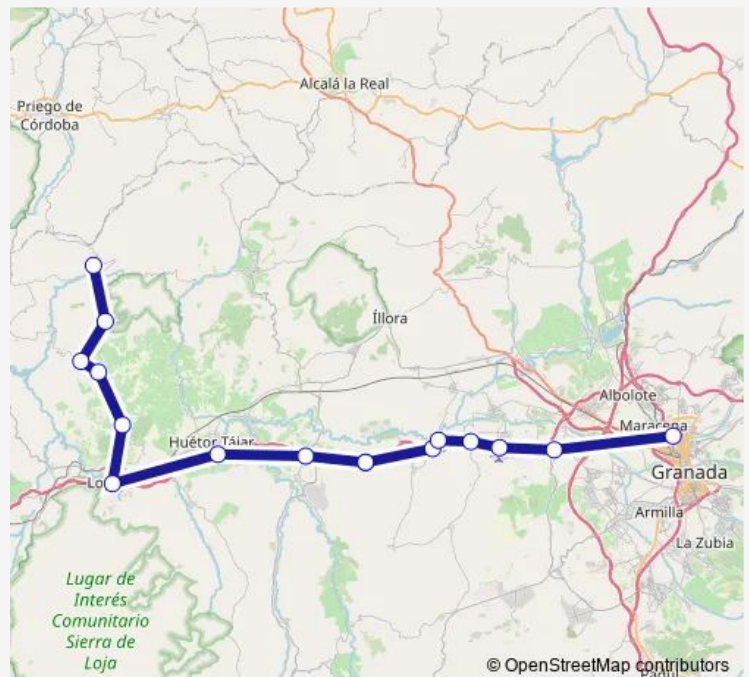 Alcalá la Real
Priego de
Córdoba
Íllora
Albolote
Maracena
Huétor Tájar
Granada
Armilla
La Zubia
Lugar de
Interés
Comunitario
Sierra de
Loja
© OpenStreetMap contributors